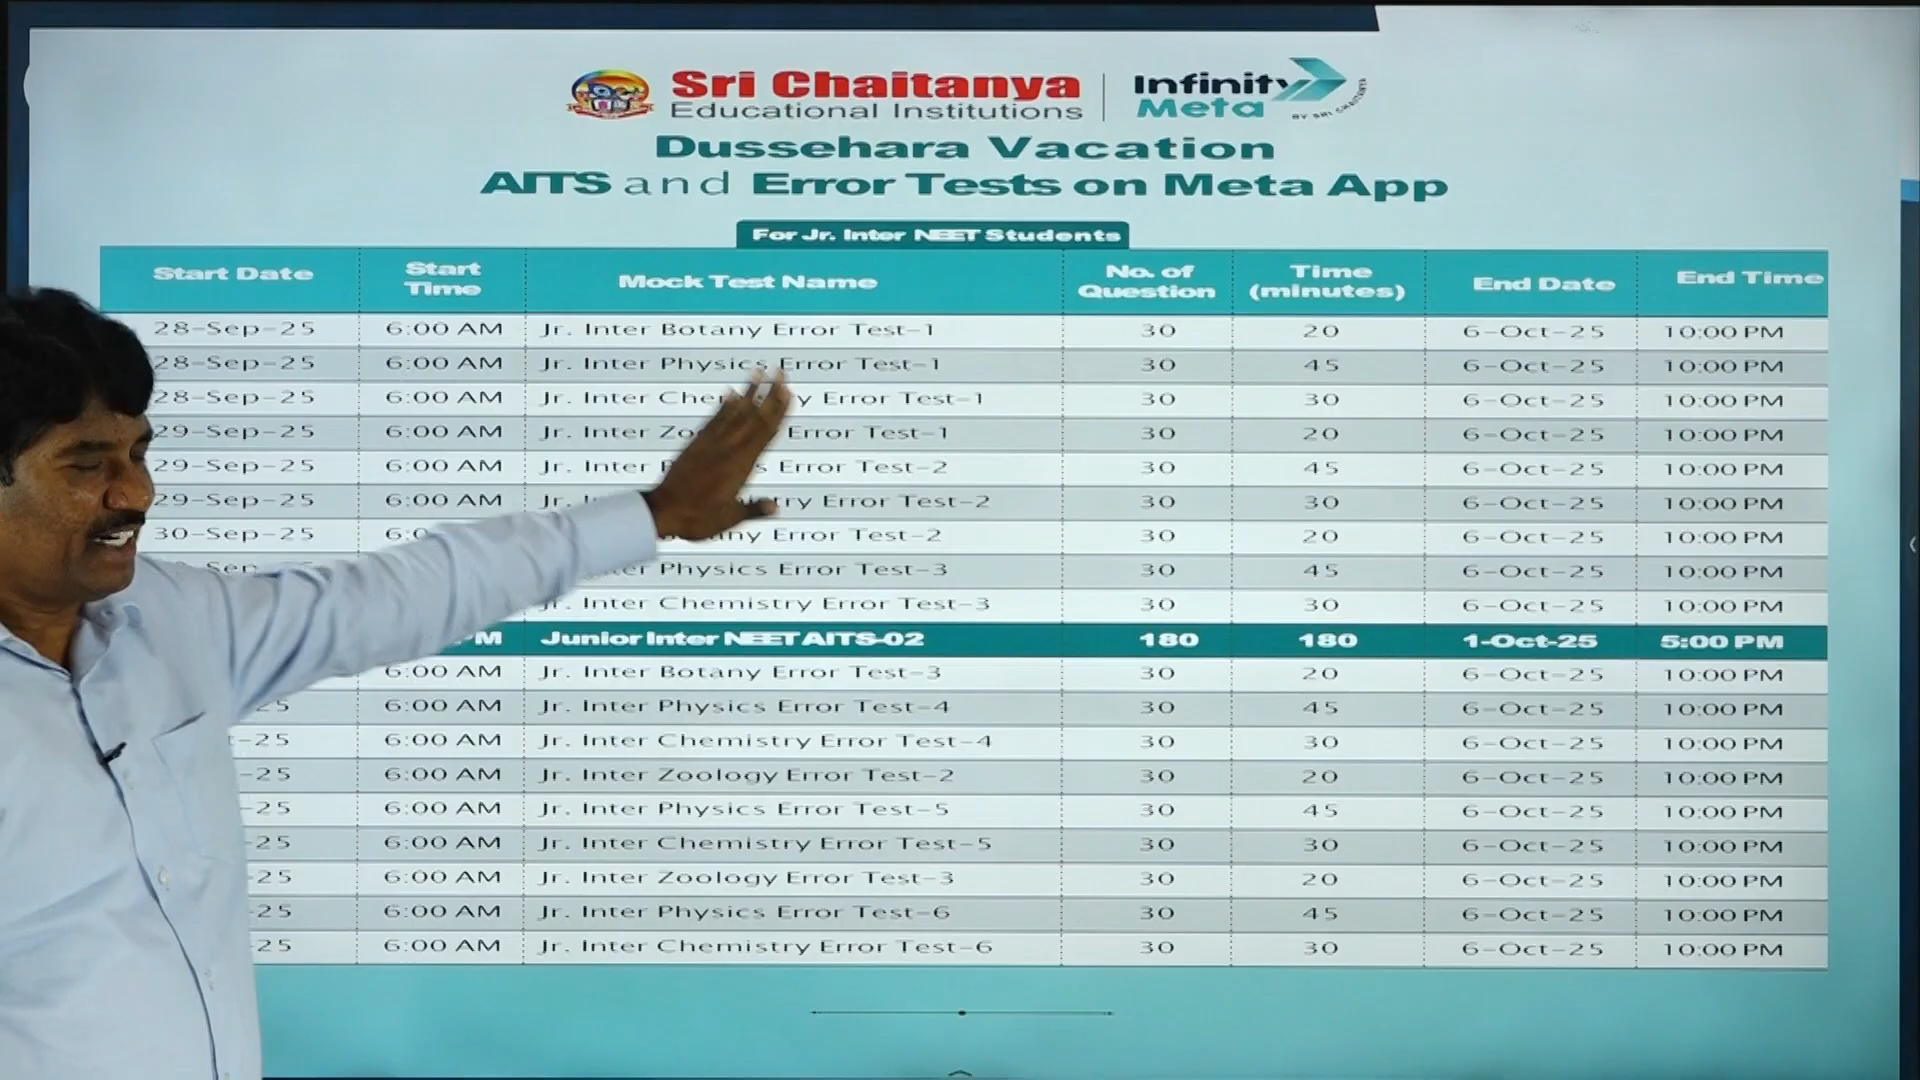 Sri Chaitanya
Educational Institutions
Infinity
Meta
BY SRI CHAITANYA
Dussehara Vacation
AITS and Error Tests on Meta App
For Jr. Inter NEET Students
Start Date Start Time Mock Test Name No. of Question Time (minutes) End Date End Time
28-Sep-25 6:00 AM Jr. Inter Botany Error Test-1 30 20 6-Oct-25 10:00 PM
28-Sep-25 6:00 AM Jr. Inter Physics Error Test-1 30 45 6-Oct-25 10:00 PM
28-Sep-25 6:00 AM Jr. Inter Error Test-1 30 30 6-Oct-25 10:00 PM
29-Sep-25 6:00 AM Jr. Inter Error Test-1 30 20 6-Oct-25 10:00 PM
29-Sep-25 6:00 AM Jr. Inter Error Test-2 30 45 6-Oct-25 10:00 PM
29-Sep-25 6:00 AM Jr. Error Test-2 30 30 6-Oct-25 10:00 PM
30-Sep-25 Error Test-2 30 20 6-Oct-25 10:00 PM
Physics Error Test-3 30 45 6-Oct-25 10:00 PM
Inter Chemistry Error Test-3 30 30 6-Oct-25 10:00 PM
PM Junior Inter NEET AITS-02 180 180 1-Oct-25 5:00 PM
6:00 AM Jr. Inter Botany Error Test-3 30 20 6-Oct-25 10:00 PM
6:00 AM Jr. Inter Physics Error Test-4 30 45 6-Oct-25 10:00 PM
-25 6:00 AM Jr. Inter Chemistry Error Test-4 30 30 6-Oct-25 10:00 PM
-25 6:00 AM Jr. Inter Zoology Error Test-2 30 20 6-Oct-25 10:00 PM
-25 6:00 AM Jr. Inter Physics Error Test-5 30 45 6-Oct-25 10:00 PM
-25 6:00 AM Jr. Inter Chemistry Error Test-5 30 30 6-Oct-25 10:00 PM
-25 6:00 AM Jr. Inter Zoology Error Test-3 30 20 6-Oct-25 10:00 PM
-25 6:00 AM Jr. Inter Physics Error Test-6 30 45 6-Oct-25 10:00 PM
-25 6:00 AM Jr. Inter Chemistry Error Test-6 30 30 6-Oct-25 10:00 PM